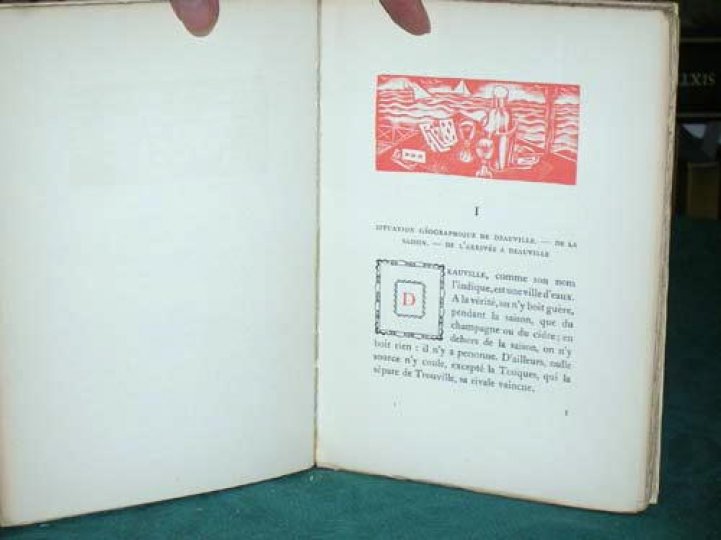 I
SITUATION GÉOGRAPHIQUE DE DEAUVILLE. — DE LA
SAISON. — DE L'ARRIVÉE A DEAUVILLE
DEAUVILLE, comme son nom
l'indique, est une ville d'eaux.
A la vérité, on n'y boit guère,
pendant la saison, que du
champagne ou du cidre; en
dehors de la saison, on n'y
boit rien : il n'y a personne. D'ailleurs, nulle
source n'y coule, excepté la Touques, qui la
sépare de Trouville, sa rivale vaincue.
1